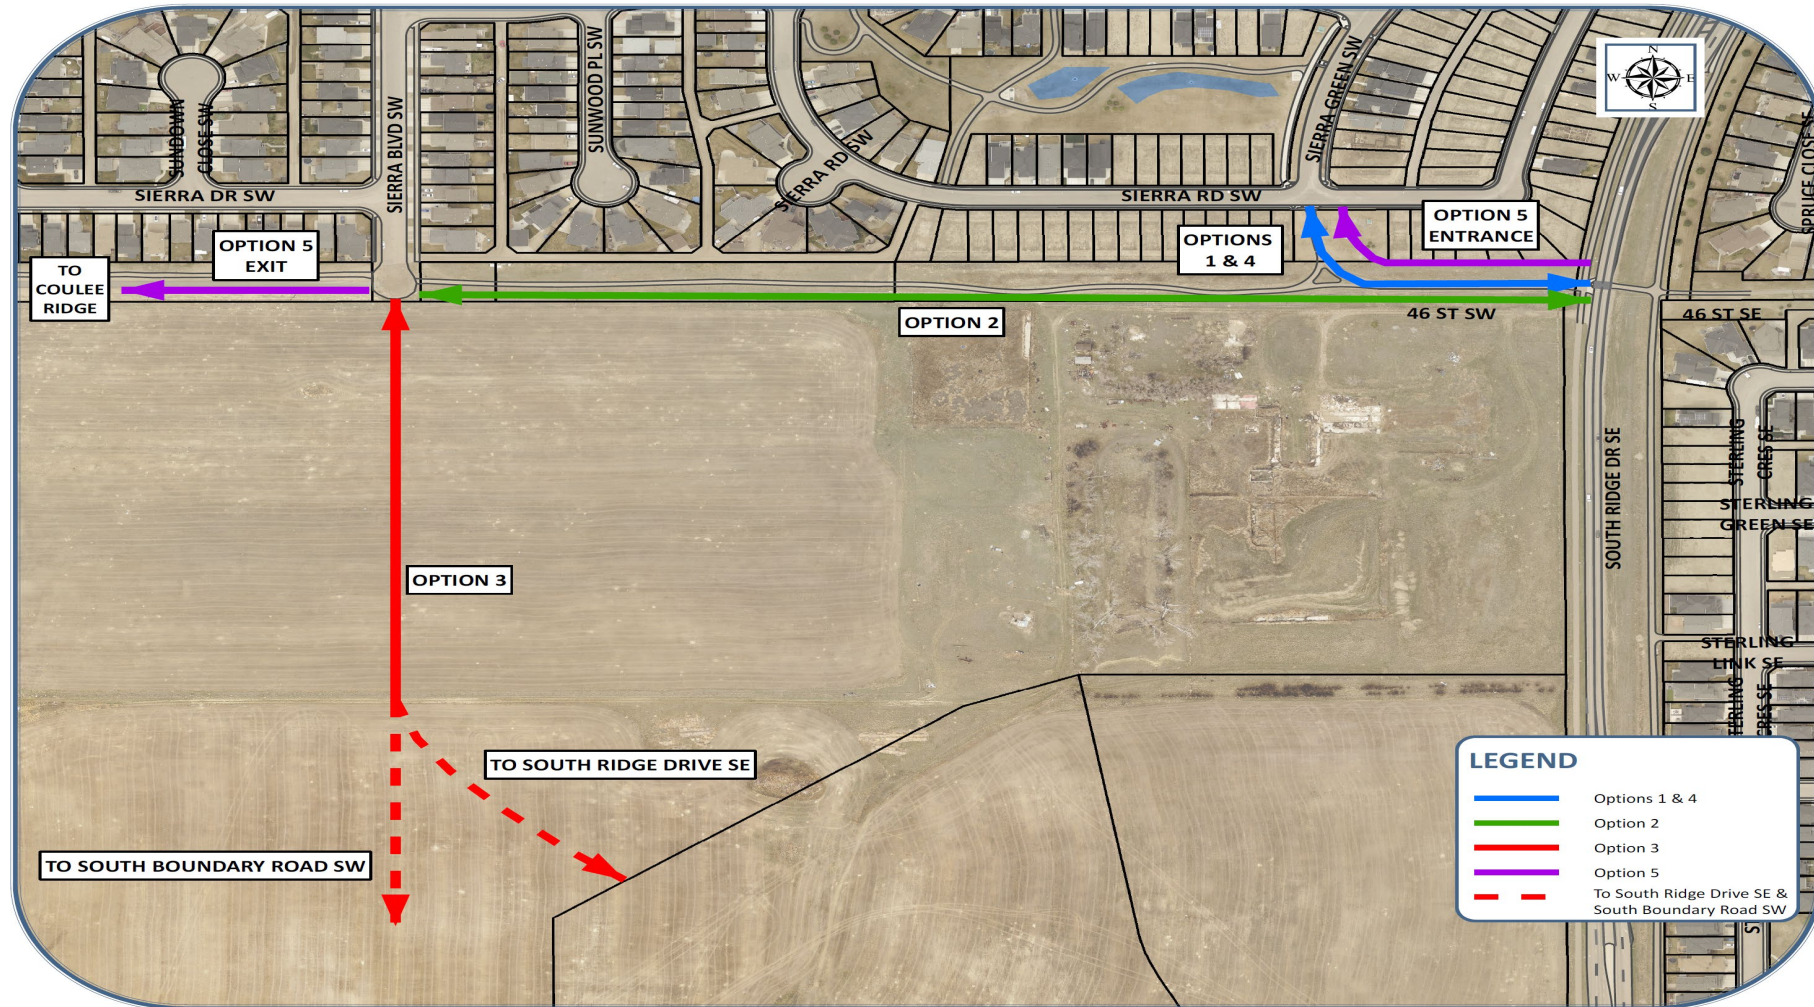 N
W
E
S
SUNDOWN
CLOSE SW
SIERRA BLVD SW
SUNWOOD PL SW
SIERRA RD SW
SIERRA GREEN SW
SPRUCE CLOSE SE
SIERRA DR SW
SIERRA RD SW
OPTION 5
EXIT
TO
COULEE
RIDGE
OPTIONS
1 & 4
OPTION 5
ENTRANCE
OPTION 2
46 ST SW
46 ST SE
SOUTH RIDGE DR SE
STERLING
CRES SE
STERLING
GREEN SE
OPTION 3
STERLING
LINK SE
TO SOUTH RIDGE DRIVE SE
TO SOUTH BOUNDARY ROAD SW
LEGEND
Options 1 & 4
Option 2
Option 3
Option 5
To South Ridge Drive SE &
South Boundary Road SW